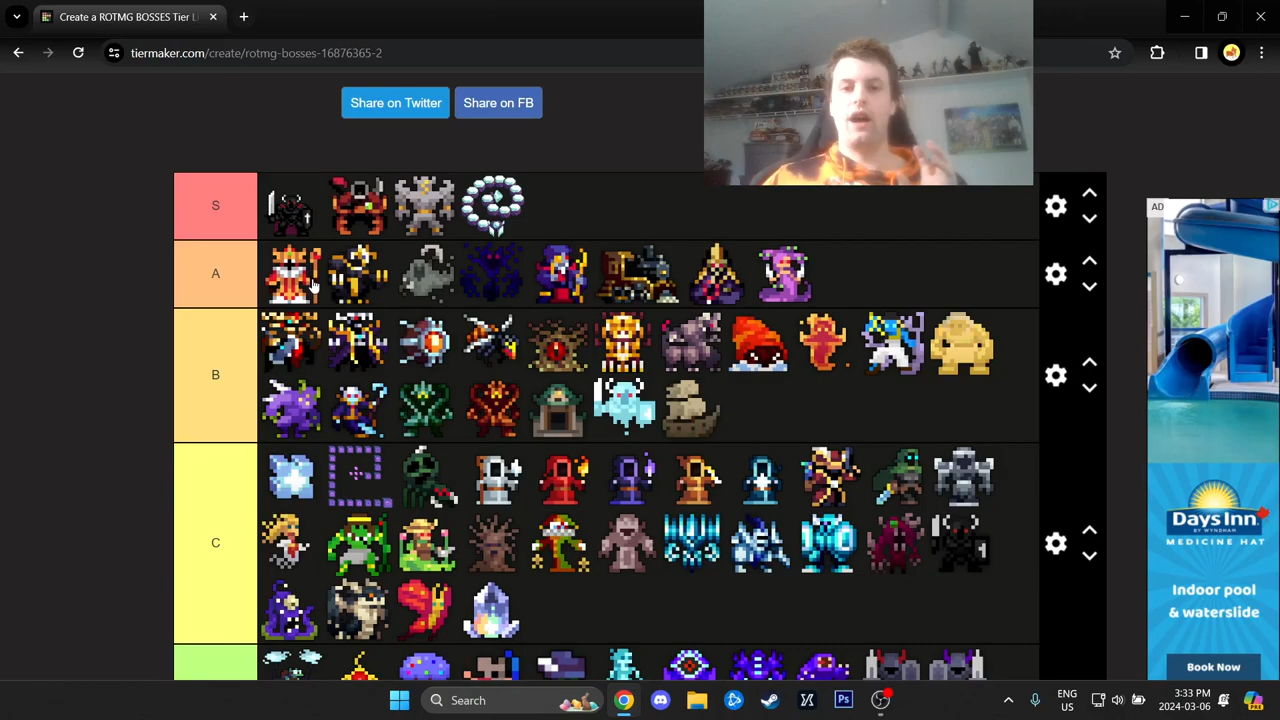 Create a ROTMG BOSSES Tier Li
tiermaker.com/create/rotmg-bosses-16876365-2
Share on Twitter
Share on FB
S
A
B
C
AD
Days Inn
BY WYNDHAM
MEDICINE HAT
Indoor pool
& waterslide
Book Now
Search
Ps
ENG
US
3:33 PM
2024-03-06